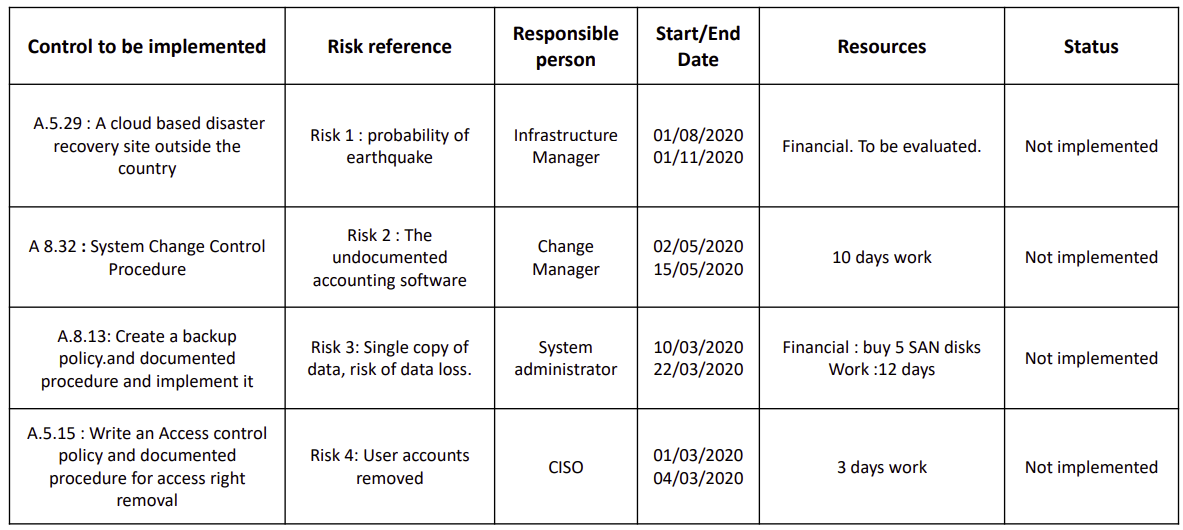 Control to be implemented
Risk reference
Responsible
person
Start/End
Date
Resources
Status
A.5.29 : A cloud based disaster
recovery site outside the
country
Risk 1 : probability of
earthquake
Infrastructure
Manager
01/08/2020
01/11/2020
Financial. To be evaluated.
Not implemented
A 8.32 : System Change Control
Procedure
Risk 2 : The
undocumented
accounting software
Change
Manager
02/05/2020
15/05/2020
10 days work
Not implemented
A.8.13: Create a backup
policy.and documented
procedure and implement it
Risk 3: Single copy of
data, risk of data loss.
System
administrator
10/03/2020
22/03/2020
Financial : buy 5 SAN disks
Work :12 days
Not implemented
A.5.15 : Write an Access control
policy and documented
procedure for access right
removal
Risk 4: User accounts
removed
CISO
01/03/2020
04/03/2020
3 days work
Not implemented